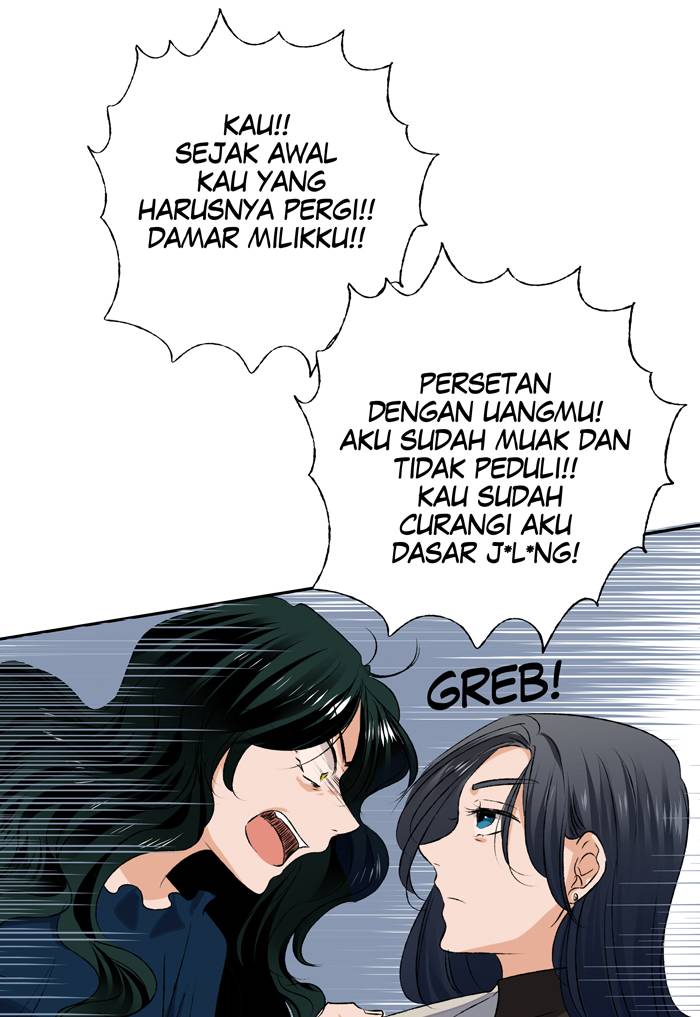 KAU!!
SEJAK AWAL
KAU YANG
HARUSNYA PERGI!!
DAMAR MILIKKU!!
PERSETAN
DENGAN UANGMU!
AKU SUDAH MUAK DAN
TIDAK PEDULI!!
KAU SUDAH
CURANGI AKU
DASAR J*L*NG!
GREB!